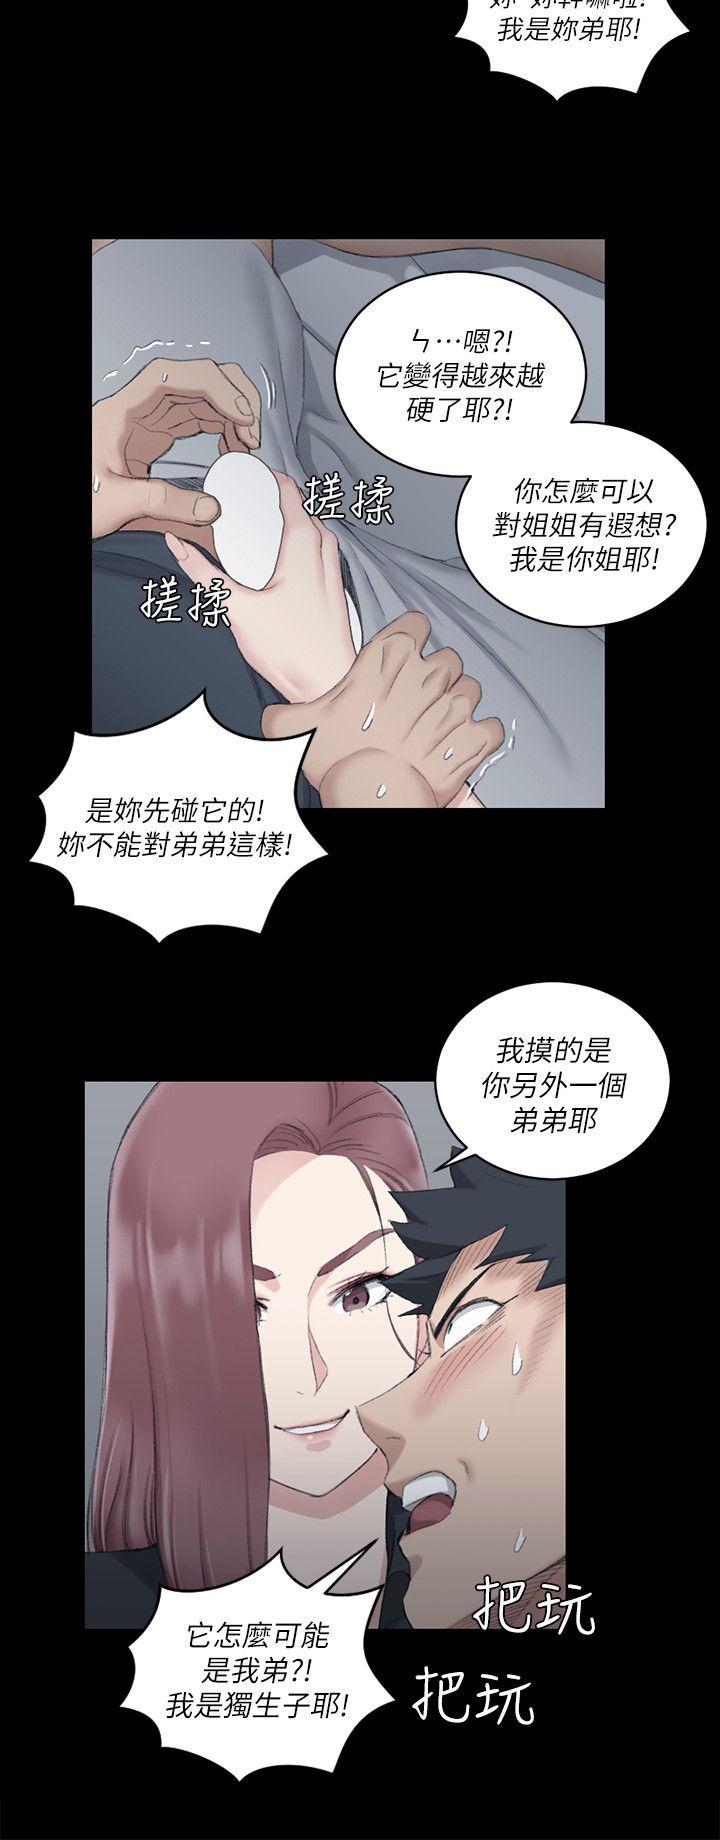 我是妳弟耶!
ㄣ…嗯?!
它變得越來越
硬了耶?!
你怎麼可以
對姐姐有遐想?
我是你姐耶!
搓揉
搓揉
是妳先碰它的!
妳不能對弟弟這樣!
我摸的是
你另外一個
弟弟耶
把玩
它怎麼可能
是我弟?!
我是獨生子耶!
把玩